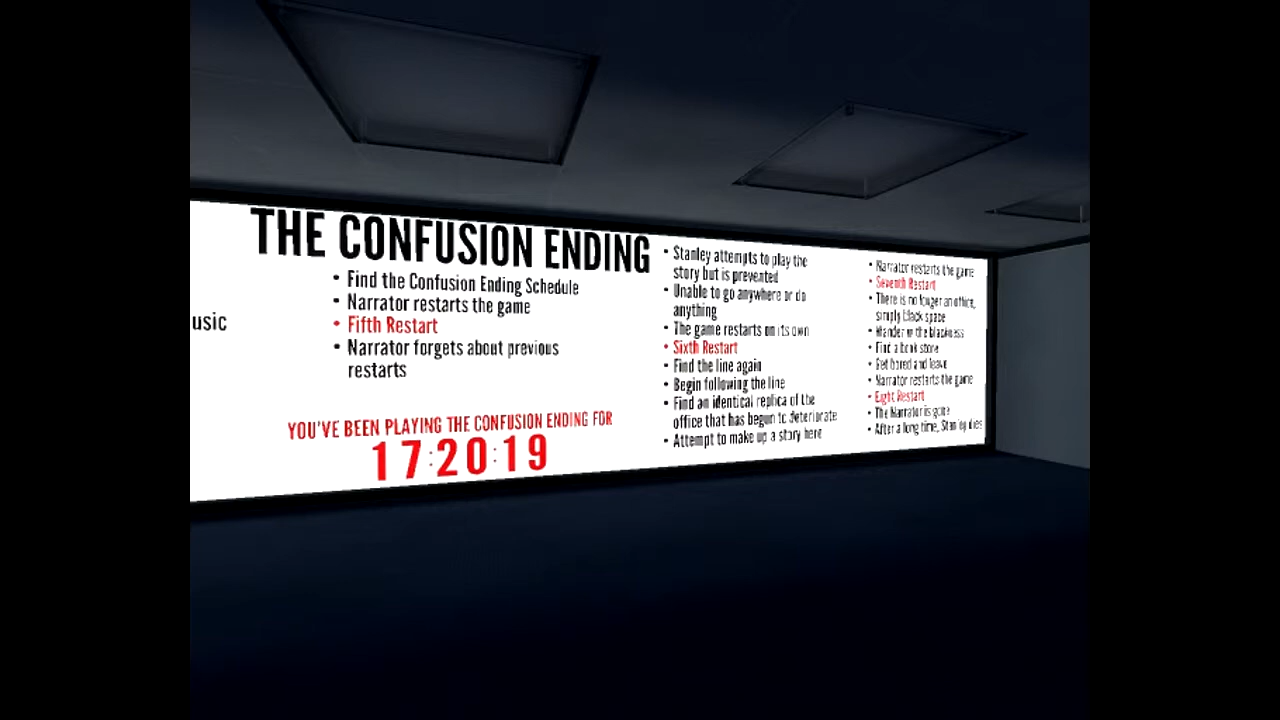 usic
THE CONFUSION ENDING
• Find the Confusion Ending Schedule
• Narrator restarts the game
• Fifth Restart
• Narrator forgets about previous
restarts
YOU'VE BEEN PLAYING THE CONFUSION ENDING FOR
17:20:19
• Stanley attempts to play the
story but is prevented
• Unable to go anywhere or do
anything
• The game restarts on its own
• Sixth Restart
• Find the line again
• Begin following the line
• Find an identical replica of the
office that has begun to deteriorate
• Attempt to make up a story here
• Narrator restarts the game
• Seventh Restart
• There is no longer an office,
simply black space
• Wander in the blackness
• Find a book store
• Get bored and leave
• Narrator restarts the game
• Eight Restart
• The Narrator is gone
• After a long time, Stanley dies